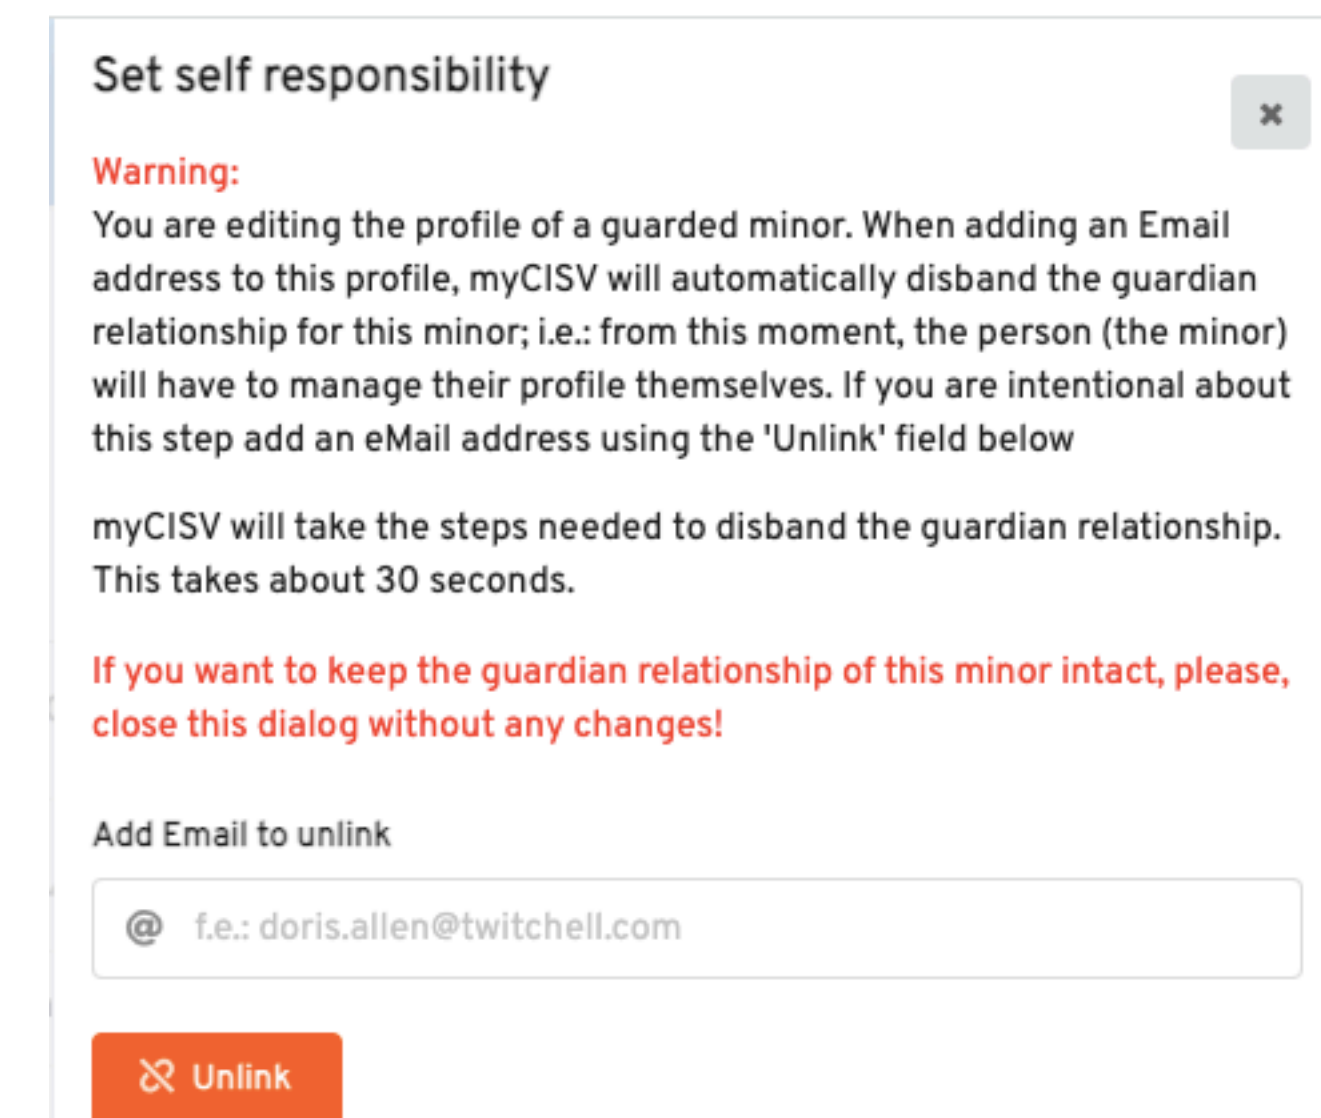 Set self responsibility
Warning:
You are editing the profile of a guarded minor. When adding an Email
address to this profile, myCISV will automatically disband the guardian
relationship for this minor; i.e.: from this moment, the person (the minor)
will have to manage their profile themselves. If you are intentional about
this step add an eMail address using the 'Unlink' field below
myCISV will take the steps needed to disband the guardian relationship.
This takes about 30 seconds.
If you want to keep the guardian relationship of this minor intact, please,
close this dialog without any changes!
Add Email to unlink
@ f.e.: doris.allen@twitchell.com
Unlink